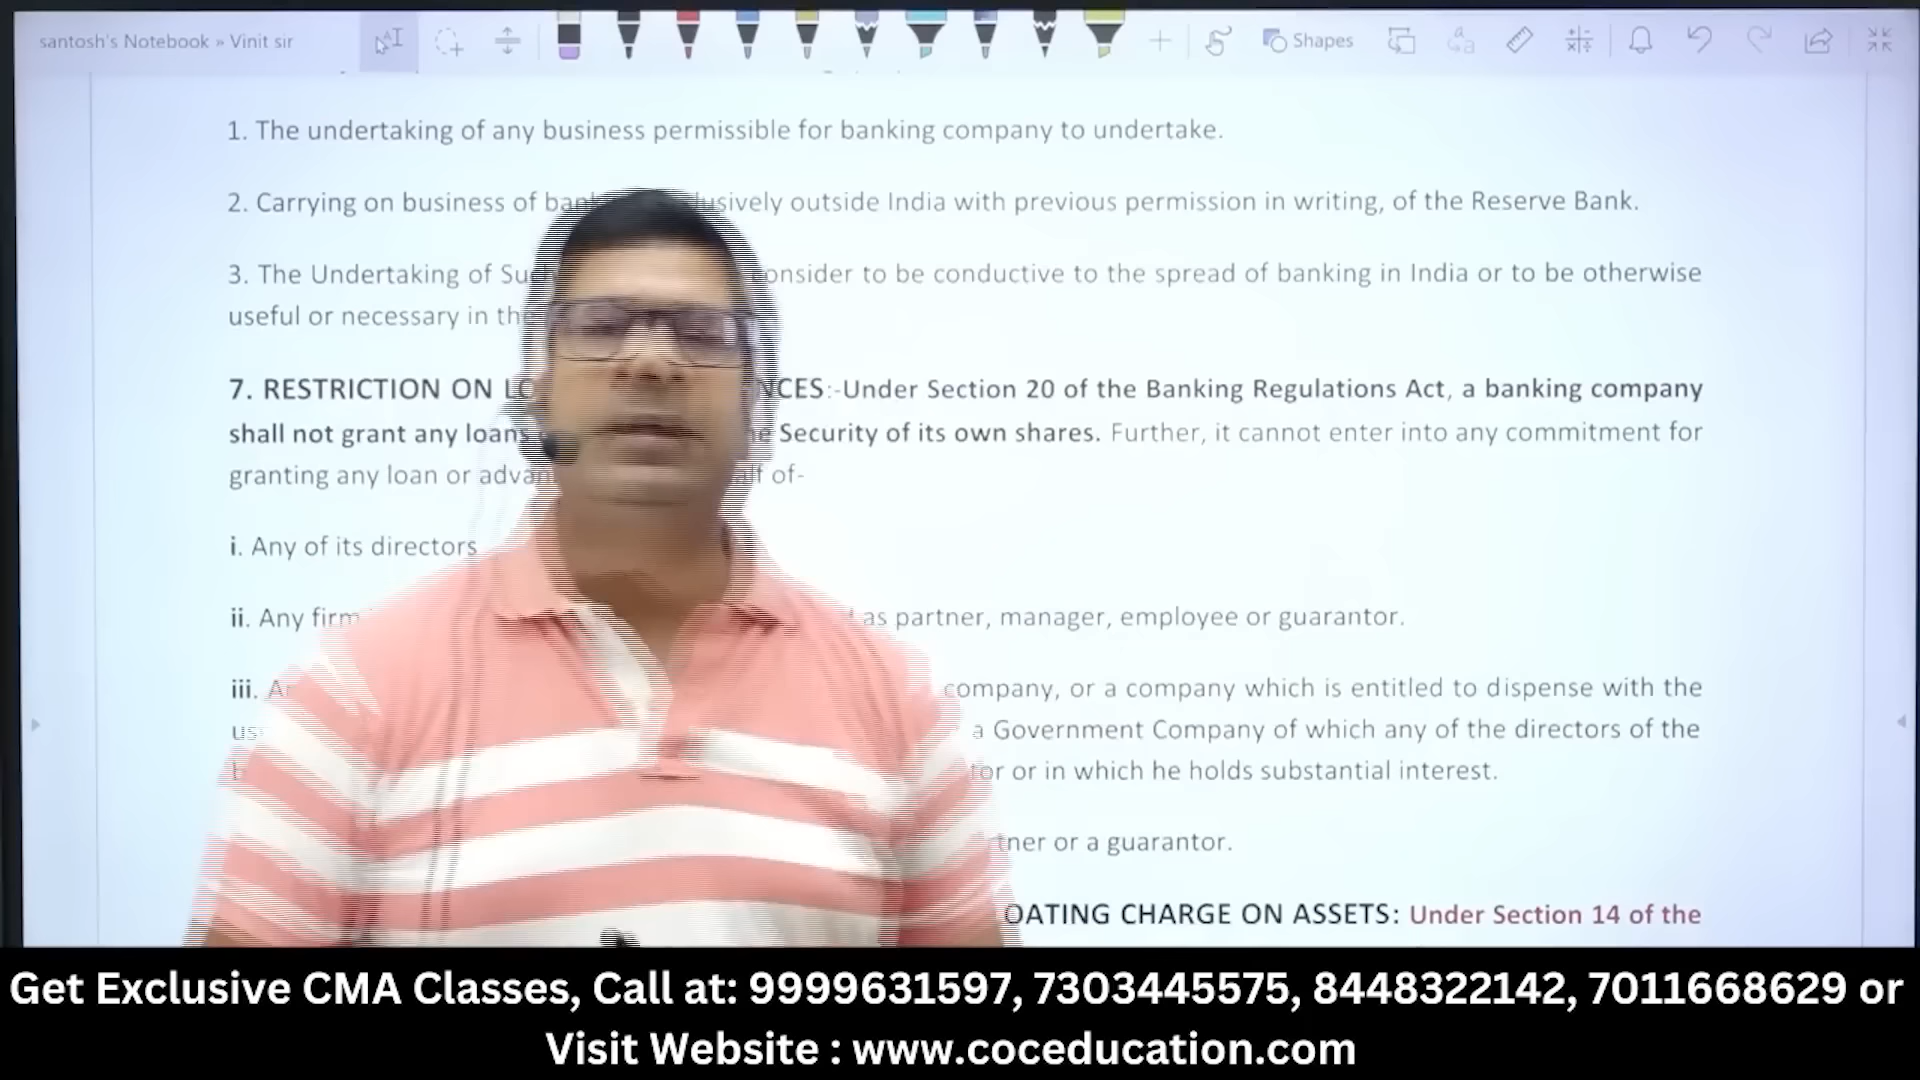 santosh's Notebook » Vinit sir
Shapes
1. The undertaking of any business permissible for banking company to undertake.
2. Carrying on business of ban usively outside India with previous permission in writing, of the Reserve Bank.
3. The Undertaking of Su onsider to be conductive to the spread of banking in India or to be otherwise
useful or necessary in the
7. RESTRICTION ON LO NCES:-Under Section 20 of the Banking Regulations Act, a banking company
shall not grant any loans he Security of its own shares. Further, it cannot enter into any commitment for
granting any loan or advan alf of-
i. Any of its directors
ii. Any firm as partner, manager, employee or guarantor.
iii. company, or a company which is entitled to dispense with the
us a Government Company of which any of the directors of the
b tor or in which he holds substantial interest.
tner or a guarantor.
OATING CHARGE ON ASSETS: Under Section 14 of the
Get Exclusive CMA Classes, Call at: 9999631597, 7303445575, 8448322142, 7011668629 or
Visit Website : www.coceducation.com